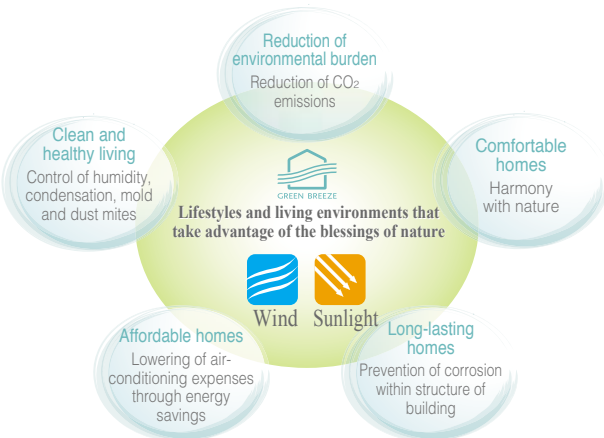 Reduction of
environmental burden
Reduction of CO₂
emissions
Clean and
healthy living
Control of humidity,
condensation, mold
and dust mites
Comfortable
homes
Harmony
with nature
GREEN BREEZE
Lifestyles and living environments that
take advantage of the blessings of nature
Wind Sunlight
Affordable homes
Lowering of air-
conditioning expenses
through energy
savings
Long-lasting
homes
Prevention of corrosion
within structure of
building